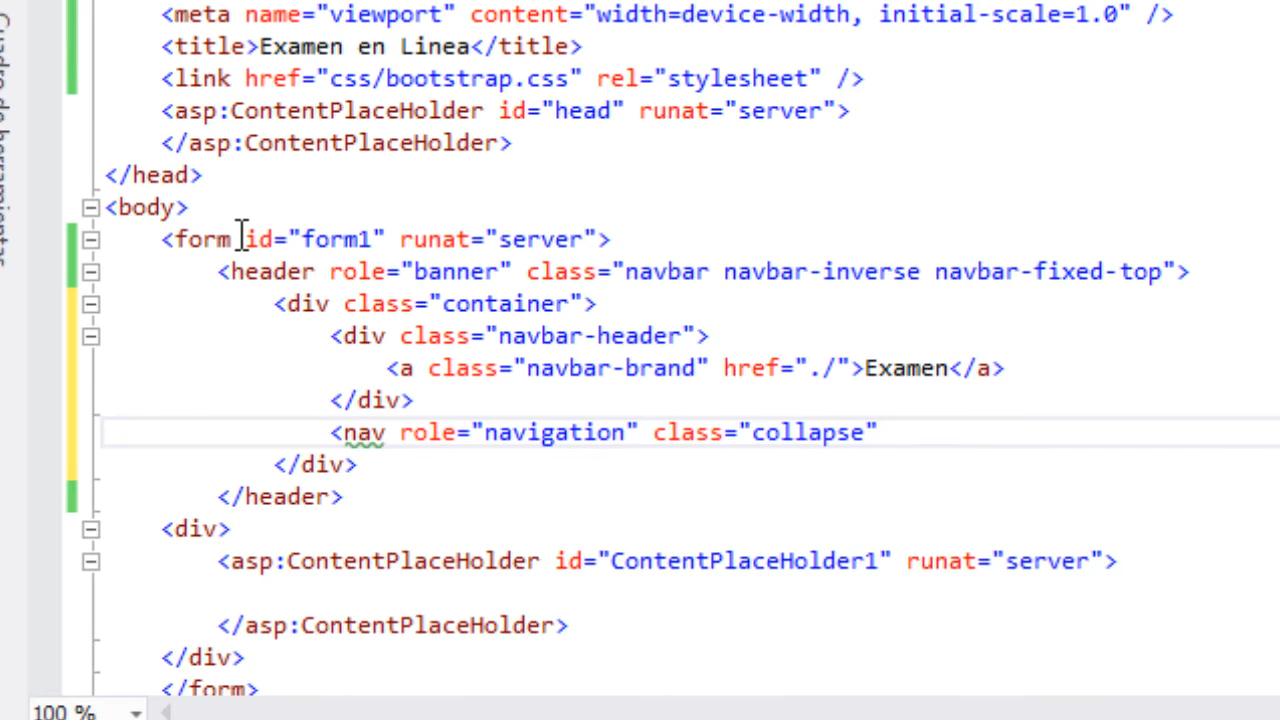 Cuadro de herramientas
<meta name="viewport" content="width=device-width, initial-scale=1.0" />
<title>Examen en Linea</title>
<link href="css/bootstrap.css" rel="stylesheet" />
<asp:ContentPlaceHolder id="head" runat="server">
</asp:ContentPlaceHolder>
</head>
<body>
<form id="form1" runat="server">
<header role="banner" class="navbar navbar-inverse navbar-fixed-top">
<div class="container">
<div class="navbar-header">
<a class="navbar-brand" href="./">Examen</a>
</div>
<nav role="navigation" class="collapse"
</div>
</header>
<div>
<asp:ContentPlaceHolder id="ContentPlaceHolder1" runat="server">
</asp:ContentPlaceHolder>
</div>
</form>
100 %